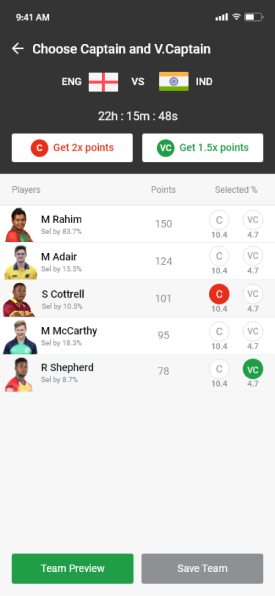 9:41 AM
Choose Captain and V.Captain
ENG VS IND
22h : 15m : 48s
C Get 2x points
VC Get 1.5x points
Players Points Selected %
M Rahim
Sel by 83.7%
150
C VC
10.4 4.7
M Adair
Sel by 15.5%
124
C VC
10.4 4.7
S Cottrell
Sel by 10.5%
101
C VC
10.4 4.7
M McCarthy
Sel by 18.3%
95
C VC
10.4 4.7
R Shepherd
Sel by 8.7%
78
C VC
10.4 4.7
Team Preview
Save Team